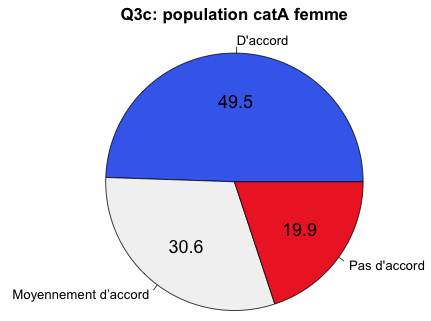 Q3c: population catA femme
D'accord
49.5
30.6
19.9
Pas d'accord
Moyennement d'accord